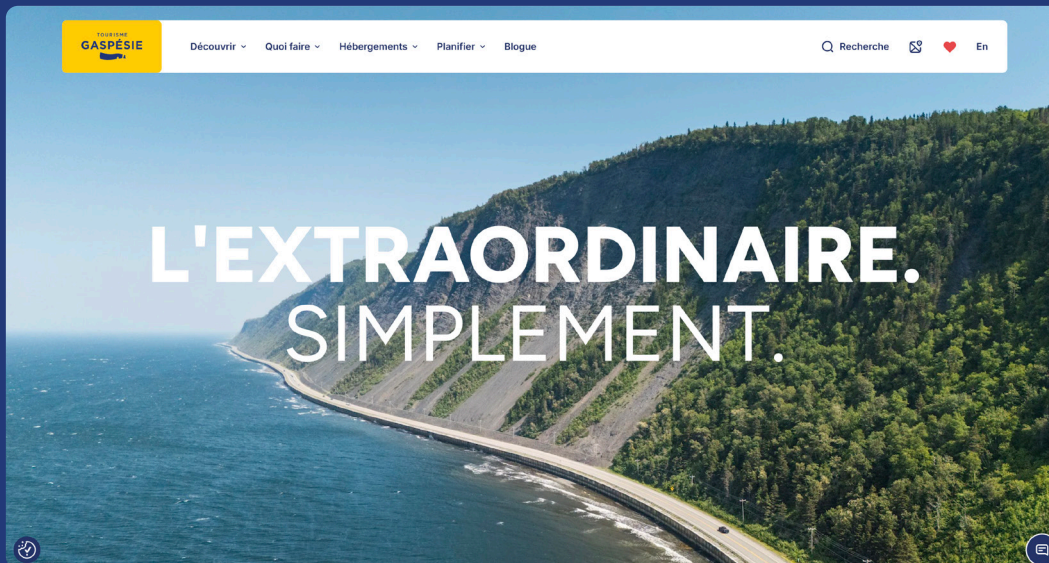 TOURISME
GASPÉSIE
Découvrir
Quoi faire
Hébergements
Planifier
Blogue
Recherche
En
L'EXTRAORDINAIRE.
SIMPLEMENT.